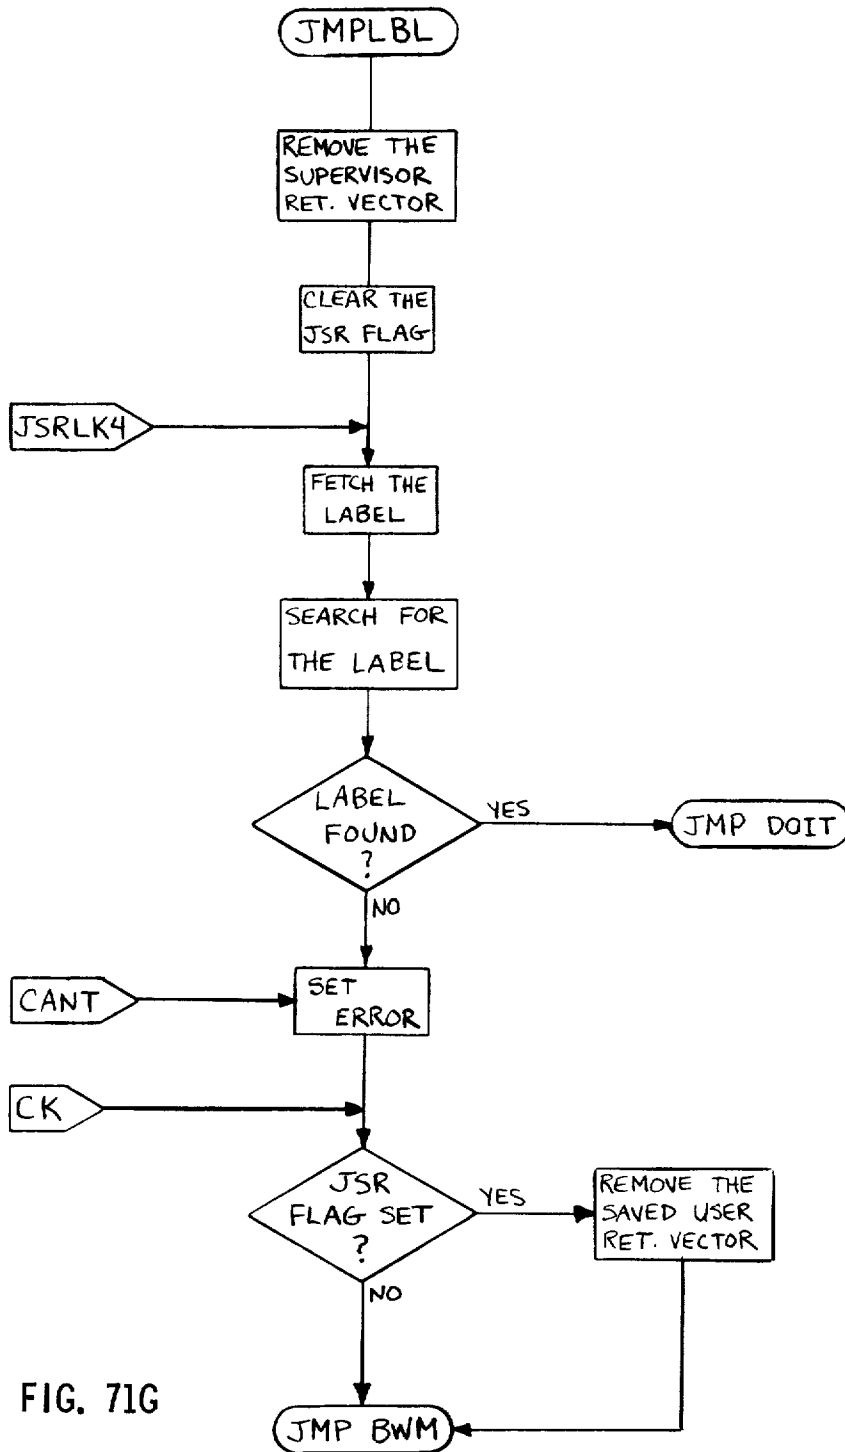 JMPLBL
REMOVE THE
SUPERVISOR
RET. VECTOR
CLEAR THE
JSR FLAG
JSRLK4
FETCH THE
LABEL
SEARCH FOR
THE LABEL
LABEL
FOUND
?
YES
JMP DOIT
NO
CANT
SET
ERROR
CK
JSR
FLAG SET
?
YES
REMOVE THE
SAVED USER
RET. VECTOR
NO
FIG. 71G
JMP BWM